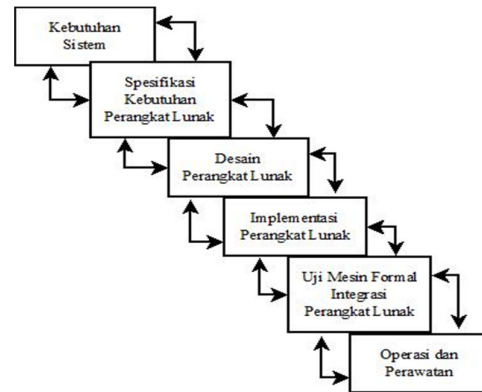 Kebutuhan
Sistem
Spesifikasi
Kebutuhan
Perangkat Lunak
Desain
Perangkat Lunak
Implementasi
Perangkat Lunak
Uji Mesin Formal
Integrasi
Perangkat Lunak
Operasi dan
Perawatan